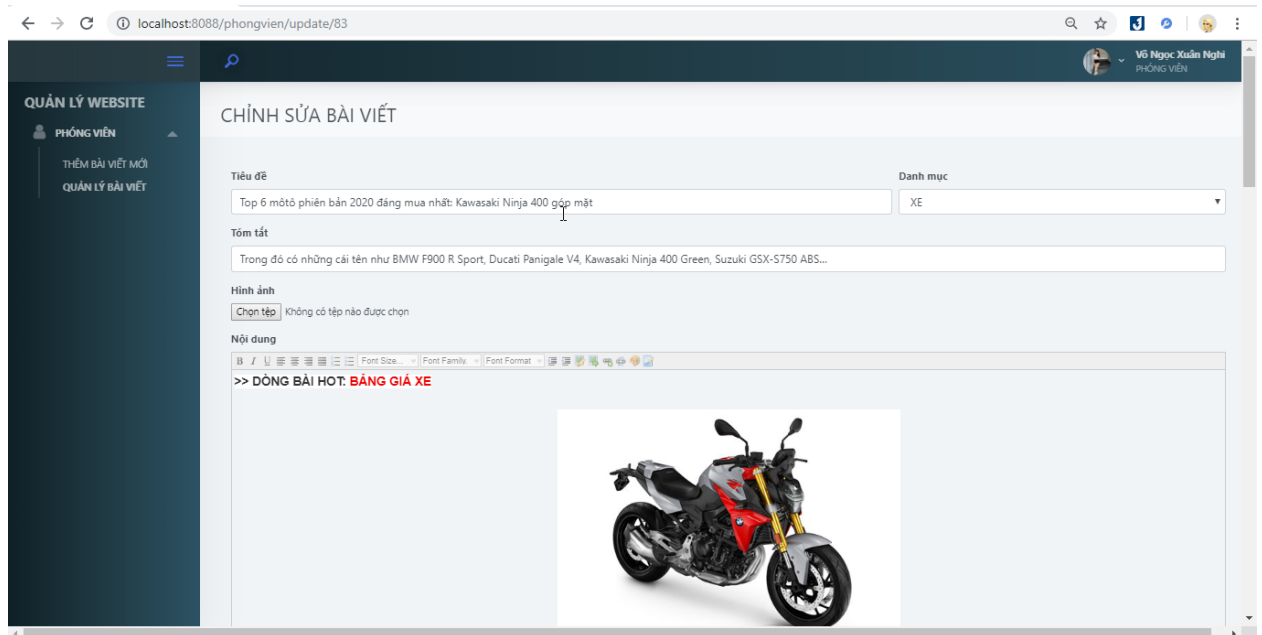 localhost:8088/phongvien/update/83
Võ Ngọc Xuân Nghi
PHÓNG VIÊN
QUẢN LÝ WEBSITE
PHÓNG VIÊN
THÊM BÀI VIẾT MỚI
QUẢN LÝ BÀI VIẾT
CHỈNH SỬA BÀI VIẾT
Tiêu đề
Danh mục
Top 6 môtô phiên bản 2020 đáng mua nhất: Kawasaki Ninja 400 góp mặt
XE
Tóm tắt
Trong đó có những cái tên như BMW F900 R Sport, Ducati Panigale V4, Kawasaki Ninja 400 Green, Suzuki GSX-S750 ABS...
Hình ảnh
Chọn tệp Không có tệp nào được chọn
Nội dung
B I U Font Size... Font Family. Font Format
>> DÒNG BÀI HOT: BẢNG GIÁ XE